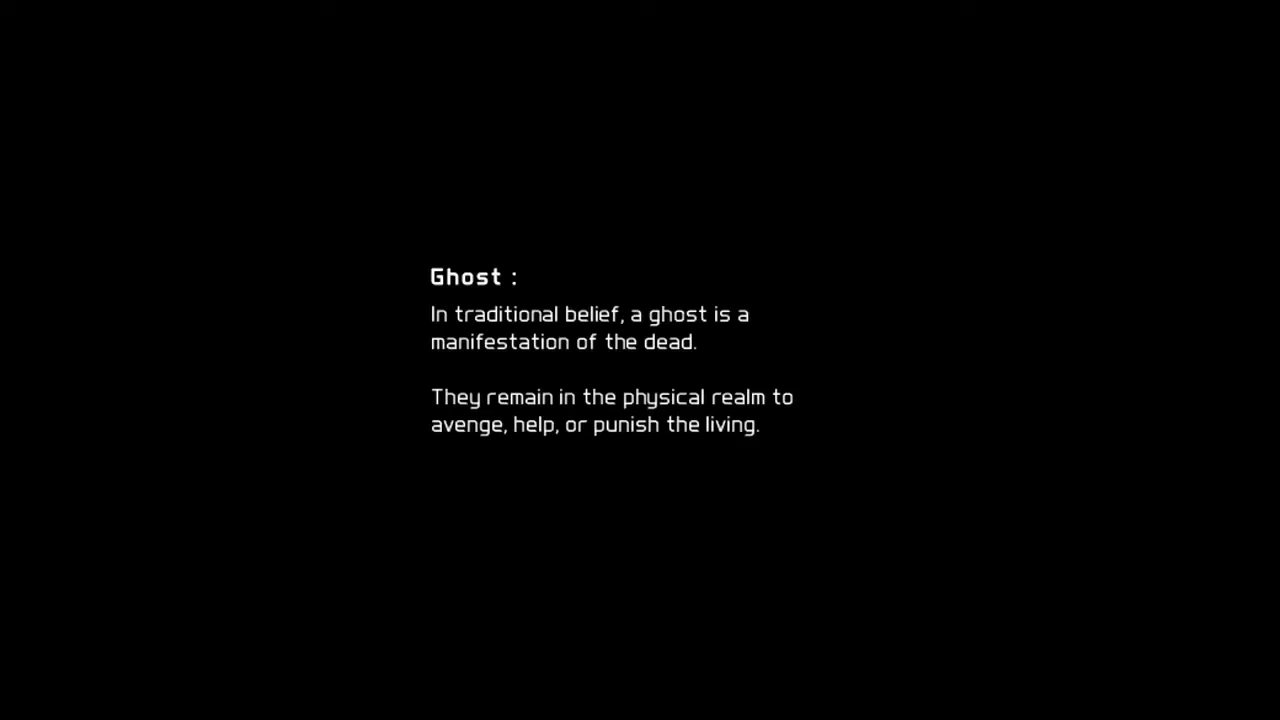 Ghost :
In traditional belief, a ghost is a
manifestation of the dead.
They remain in the physical realm to
avenge, help, or punish the living.